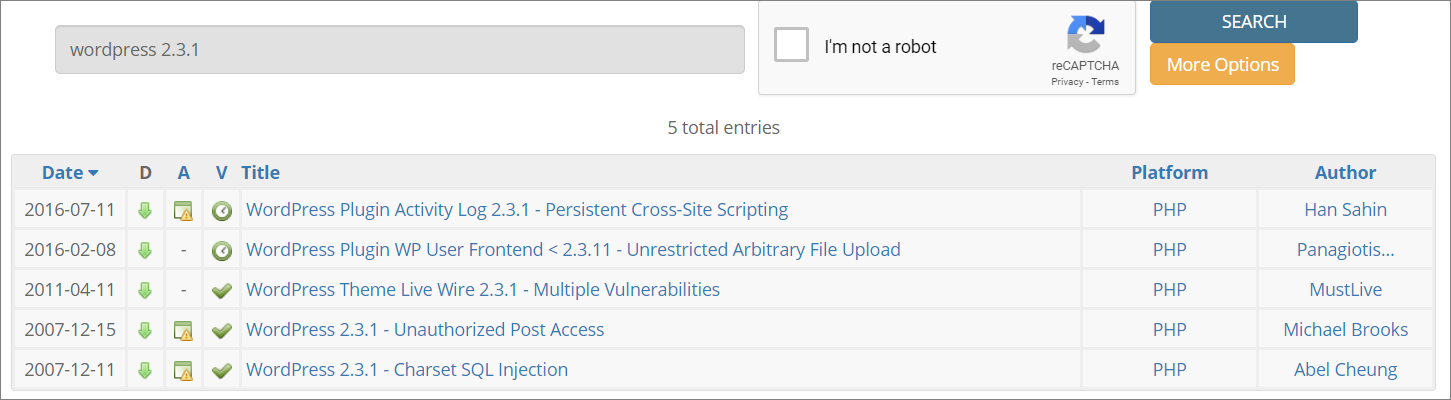 wordpress 2.3.1
I'm not a robot
reCAPTCHA
Privacy - Terms
SEARCH
More Options
5 total entries
Date D A V Title Platform Author
2016-07-11 WordPress Plugin Activity Log 2.3.1 - Persistent Cross-Site Scripting PHP Han Sahin
2016-02-08 - WordPress Plugin WP User Frontend < 2.3.11 - Unrestricted Arbitrary File Upload PHP Panagiotis...
2011-04-11 - WordPress Theme Live Wire 2.3.1 - Multiple Vulnerabilities PHP MustLive
2007-12-15 WordPress 2.3.1 - Unauthorized Post Access PHP Michael Brooks
2007-12-11 WordPress 2.3.1 - Charset SQL Injection PHP Abel Cheung